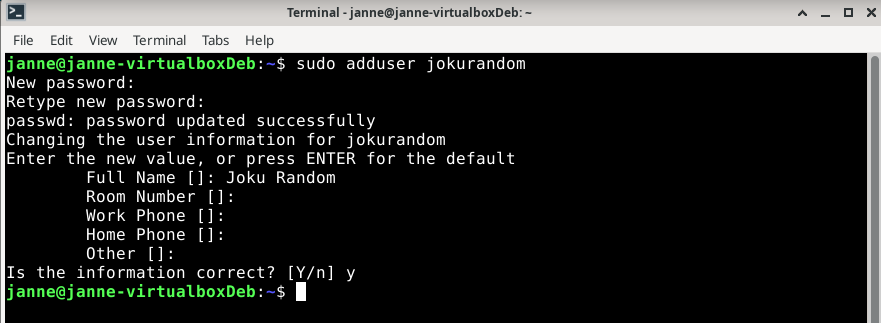 Terminal - janne@janne-virtualboxDeb: ~
File Edit View Terminal Tabs Help
janne@janne-virtualboxDeb:~$ sudo adduser jokurandom
New password:
Retype new password:
passwd: password updated successfully
Changing the user information for jokurandom
Enter the new value, or press ENTER for the default
        Full Name []: Joku Random
        Room Number []:
        Work Phone []:
        Home Phone []:
        Other []:
Is the information correct? [Y/n] y
janne@janne-virtualboxDeb:~$